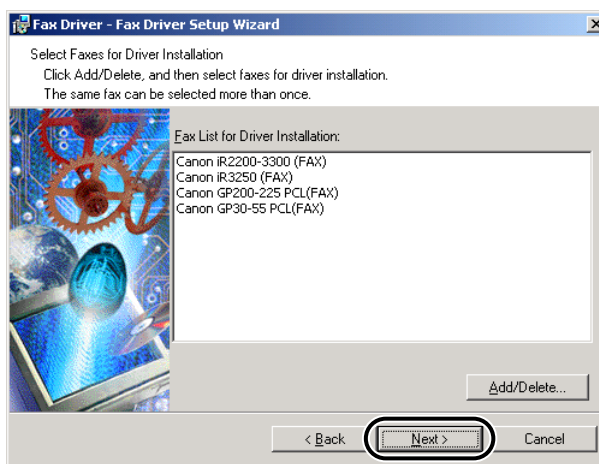 Fax Driver - Fax Driver Setup Wizard
Select Faxes for Driver Installation
Click Add/Delete, and then select faxes for driver installation.
The same fax can be selected more than once.
Fax List for Driver Installation:
Canon iR2200-3300 (FAX)
Canon iR3250 (FAX)
Canon GP200-225 PCL(FAX)
Canon GP30-55 PCL(FAX)
Add/Delete...
< Back Next > Cancel